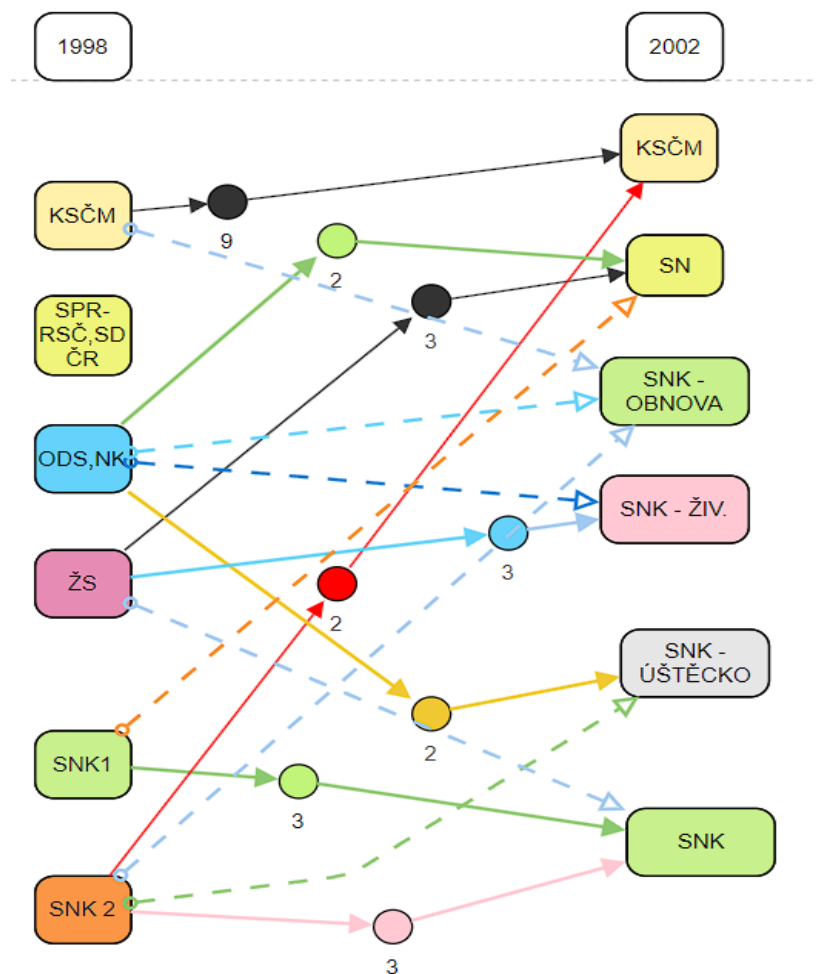 1998
2002
KSČM
KSČM
9
2
SN
SPR-
RSČ,SD
ČR
3
SNK -
OBNOVA
ODS,NK
SNK - ŽIV.
3
ŽS
2
SNK -
ÚŠTĚCKO
2
SNK1
3
SNK
SNK 2
3